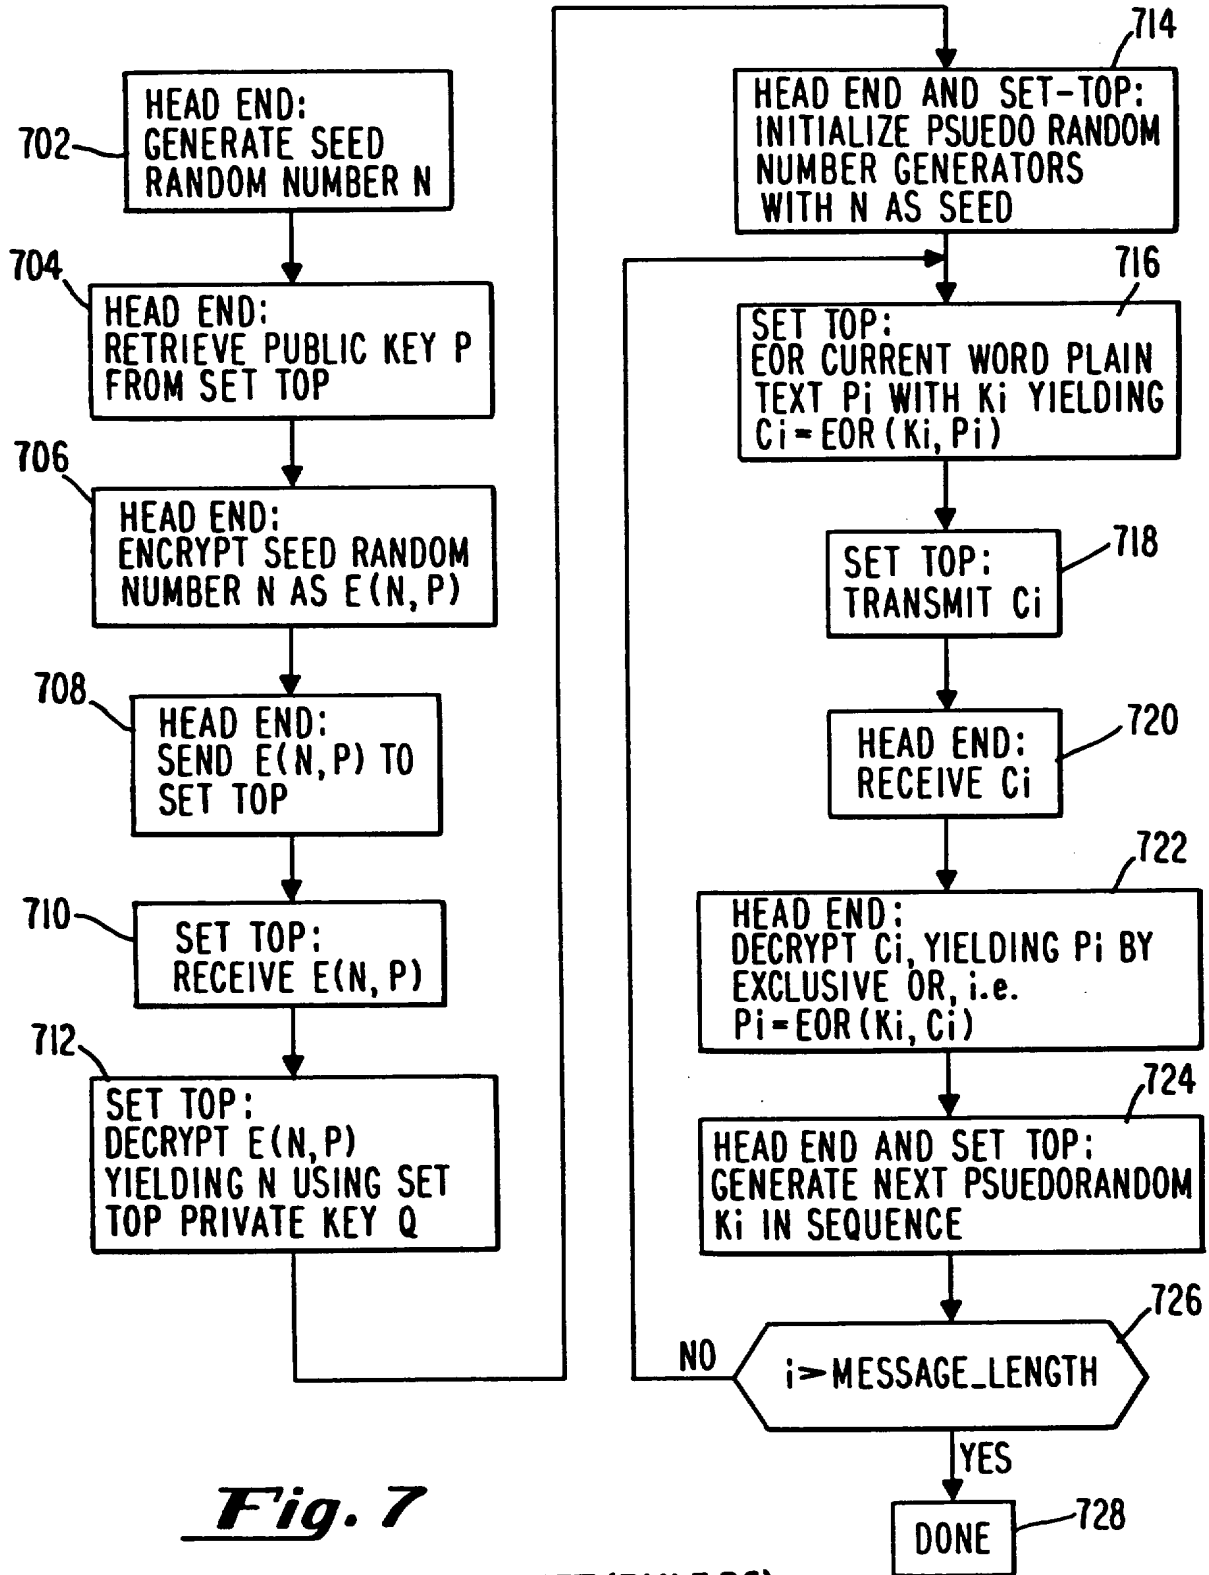 702
HEAD END:
GENERATE SEED
RANDOM NUMBER N
704
HEAD END:
RETRIEVE PUBLIC KEY P
FROM SET TOP
706
HEAD END:
ENCRYPT SEED RANDOM
NUMBER N AS E(N,P)
708
HEAD END:
SEND E(N,P) TO
SET TOP
710
SET TOP:
RECEIVE E(N,P)
712
SET TOP:
DECRYPT E(N,P)
YIELDING N USING SET
TOP PRIVATE KEY Q
714
HEAD END AND SET-TOP:
INITIALIZE PSUEDO RANDOM
NUMBER GENERATORS
WITH N AS SEED
716
SET TOP:
EOR CURRENT WORD PLAIN
TEXT Pi WITH Ki YIELDING
Ci=EOR(Ki,Pi)
718
SET TOP:
TRANSMIT Ci
720
HEAD END:
RECEIVE Ci
722
HEAD END:
DECRYPT Ci, YIELDING Pi BY
EXCLUSIVE OR, i.e.
Pi=EOR(Ki,Ci)
724
HEAD END AND SET TOP:
GENERATE NEXT PSUEDORANDOM
Ki IN SEQUENCE
726
i>MESSAGE_LENGTH
NO
YES
DONE
728
Fig. 7